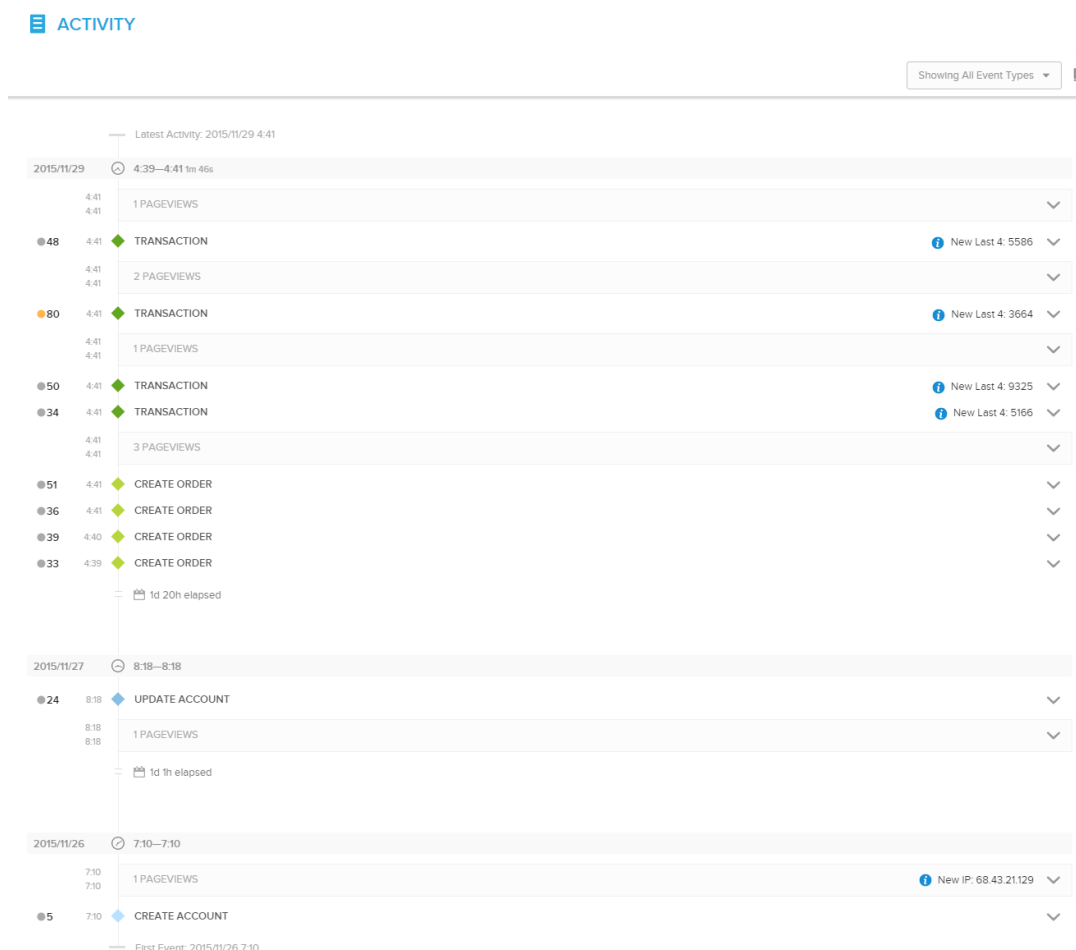 ACTIVITY
Showing All Event Types
Latest Activity: 2015/11/29 4:41
2015/11/29 4:39—4:41 1m 46s
4:41
4:41
1 PAGEVIEWS
48 4:41 TRANSACTION New Last 4: 5586
4:41
4:41
2 PAGEVIEWS
80 4:41 TRANSACTION New Last 4: 3664
4:41
4:41
1 PAGEVIEWS
50 4:41 TRANSACTION New Last 4: 9325
34 4:41 TRANSACTION New Last 4: 5166
4:41
4:41
3 PAGEVIEWS
51 4:41 CREATE ORDER
36 4:41 CREATE ORDER
39 4:40 CREATE ORDER
33 4:39 CREATE ORDER
1d 20h elapsed
2015/11/27 8:18—8:18
24 8:18 UPDATE ACCOUNT
8:18
8:18
1 PAGEVIEWS
1d 1h elapsed
2015/11/26 7:10—7:10
7:10
7:10
1 PAGEVIEWS New IP: 68.43.21.129
5 7:10 CREATE ACCOUNT
First Event: 2015/11/26 7:10